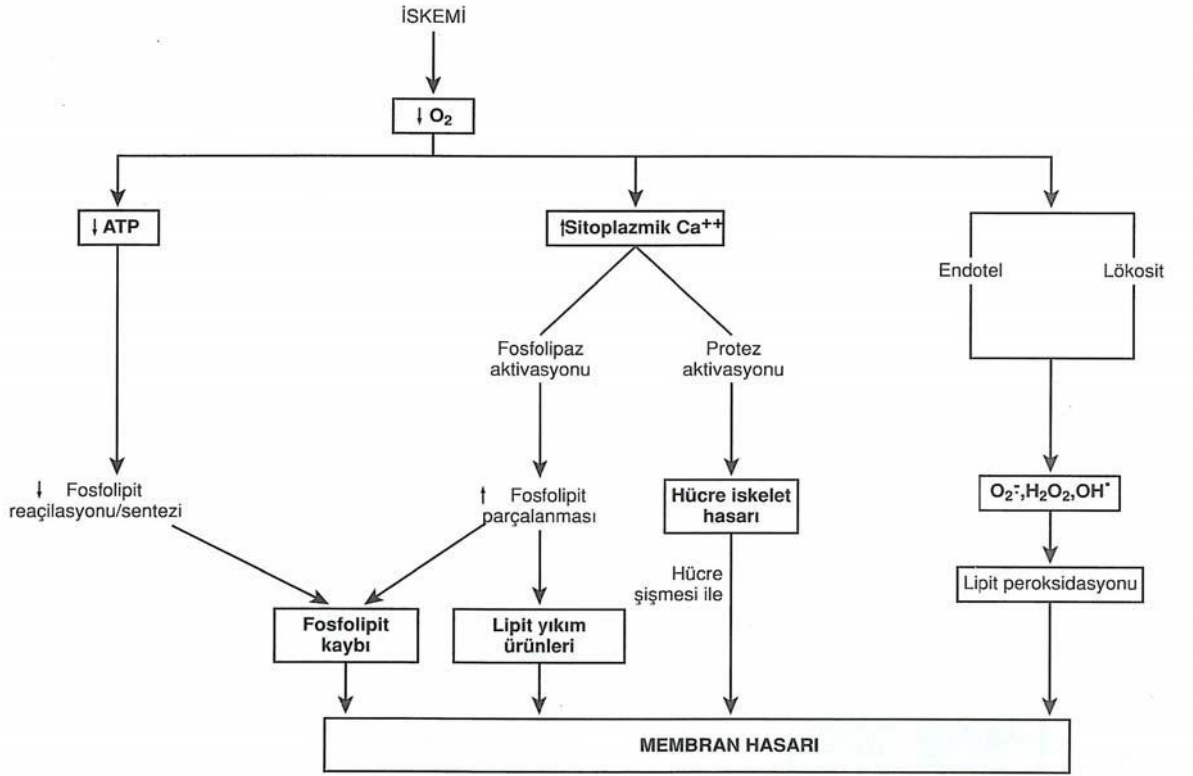 İSKEMİ
↓ O₂
↓ ATP
↑Sitoplazmik Ca⁺⁺
Endotel
Lökosit
Fosfolipaz
aktivasyonu
Protez
aktivasyonu
↓ Fosfolipit
reaçilasyonu/sentezi
↑ Fosfolipit
parçalanması
Hücre iskelet
hasarı
O₂⁻̇,H₂O₂,OH˙
Hücre
şişmesi ile
Lipit peroksidasyonu
Fosfolipit
kaybı
Lipit yıkım
ürünleri
MEMBRAN HASARI